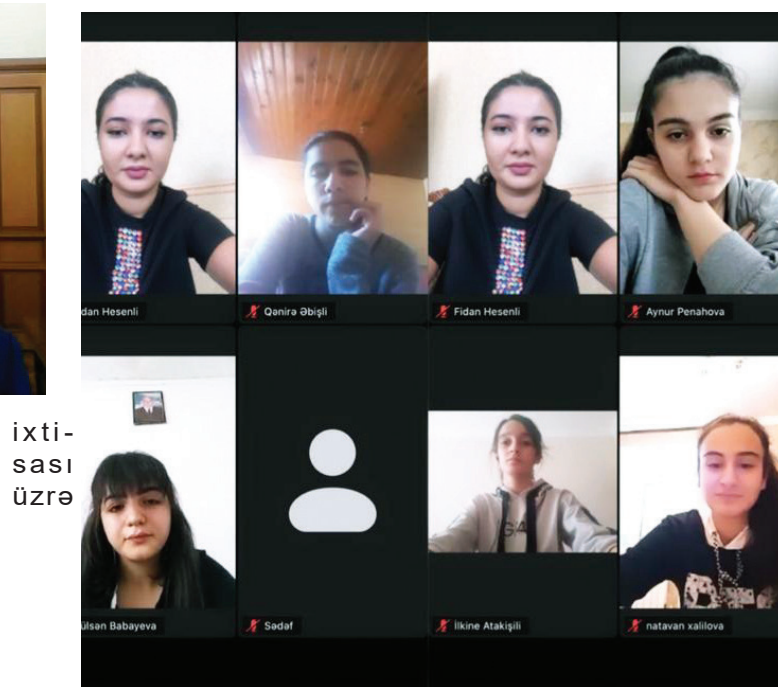 dan Hesenli
Qənirə Əbişli
Fidan Hesenli
Aynur Penahova
ixti-
sası
üzrə
ülsən Babayeva
Sədəf
İlkine Atakişili
natavan xalilova